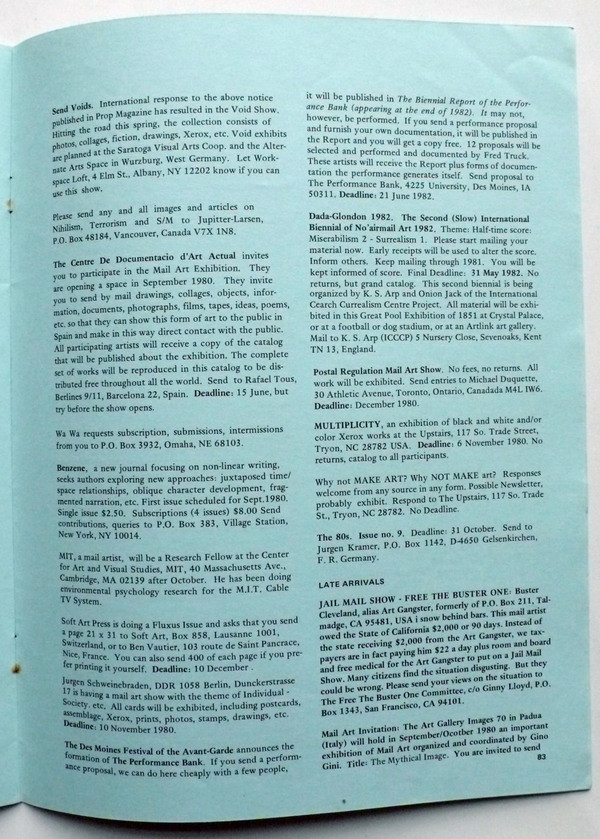 Send Voids. International response to the above notice
published in Prop Magazine has resulted in the Void Show.
Hitting the road this spring, the collection consists of
photos, collages, fiction, drawings, Xerox, etc. Void exhibits
are planned at the Saratoga Visual Arts Coop. and the Alter-
nate Arts Space in Wurzburg, West Germany. Let Work-
space Loft, 4 Elm St., Albany, NY 12202 know if you can
use this show.
Please send any and all images and articles on
Nihilism, Terrorism and S/M to Jupitter-Larsen,
P.O. Box 48184, Vancouver, Canada V7X 1N8.
The Centre De Documentacio d'Art Actual invites
you to participate in the Mail Art Exhibition. They
are opening a space in September 1980. They invite
you to send by mail drawings, collages, objects, infor-
mation, documents, photographs, films, tapes, ideas, poems,
etc. so that they can show this form of art to the public in
Spain and make in this way direct contact with the public.
All participating artists will receive a copy of the catalog
that will be published about the exhibition. The complete
set of works will be reproduced in this catalog to be dis-
tributed free throughout all the world. Send to Rafael Tous,
Berlines 9/11, Barcelona 22, Spain. Deadline: 15 June, but
try before the show opens.
Wa Wa requests subscription, submissions, intermissions
from you to P.O. Box 3932, Omaha, NE 68103.
Benzene, a new journal focusing on non-linear writing,
seeks authors exploring new approaches: juxtaposed time/
space relationships, oblique character development, frag-
mented narration, etc. First issue scheduled for Sept.1980.
Single issue $2.50. Subscriptions (4 issues) $8.00 Send
contributions, queries to P.O. Box 383, Village Station,
New York, NY 10014.
MIT, a mail artist, will be a Research Fellow at the Center
for Art and Visual Studies, MIT, 40 Massachusetts Ave.,
Cambridge, MA 02139 after October. He has been doing
environmental psychology research for the M.I.T. Cable
TV System.
Soft Art Press is doing a Fluxus Issue and asks that you send
a page 21 x 31 to Soft Art, Box 858, Lausanne 1001,
Switzerland, or to Ben Vautier, 103 route de Saint Pancrace,
Nice, France. You can also send 400 of each page if you pre-
fer printing it yourself. Deadline: 10 December.
Jurgen Schweinebraden, DDR 1058 Berlin, Dunckerstrasse
17 is having a mail art show with the theme of Individual -
Society. etc. All cards will be exhibited, including postcards,
assemblage, Xerox, prints, photos, stamps, drawings, etc.
Deadline: 10 November 1980.
The Des Moines Festival of the Avant-Garde announces the
formation of The Performance Bank. If you send a perform-
ance proposal, we can do here cheaply with a few people,
it will be published in The Biennial Report of the Perfor-
ance Bank (appearing at the end of 1982). It may not,
however, be performed. If you send a performance proposal
and furnish your own documentation, it will be published in
the Report and you will get a free copy. 12 proposals will be
selected and performed and documented by Fred Truck.
These artists will receive the Report plus forms of documen-
tation the performance generates itself. Send proposal to
The Performance Bank, 4225 University, Des Moines, IA
50311. Deadline: 21 June 1982.
Dada-Glondon 1982. The Second (Slow) International
Biennial of No'airmail Art 1982. Theme: Half-time score:
Miserabilism 2 - Surrealism 1. Please start mailing your
material now. Early receipts will be used to alter the score.
Inform others. Keep mailing through 1981. You will be
kept informed of score. Final Deadline: 31 May 1982. No
returns, but grand catalog. This second biennial is being
organized by K. S. Arp and Onion Jack of the International
Cearch Currealism Centre Project. All material will be exhi-
bited in this Great Pool Exhibition of 1851 at Crystal Palace,
or at a football or dog stadium, or at an Artlink art gallery.
Mail to K. S. Arp (ICCCP) 5 Nursery Close, Sevenoaks, Kent
TN 13, England.
Postal Regulation Mail Art Show. No fees, no returns. All
work will be exhibited. Send entries to Michael Duquette,
30 Athletic Avenue, Toronto, Ontario, Canadada M4L IW6.
Deadline: December 1980.
MULTIPLICITY, an exhibition of black and white and/or
color Xerox works at the Upstairs, 117 So. Trade Street,
Tryon, NC 28782 USA. Deadline: 6 November 1980. No
returns, catalog to all participants.
Why not MAKE ART? Why NOT MAKE art? Responses
welcome from any source in any form. Possible Newsletter,
probably exhibit. Respond to The Upstairs, 117 So. Trade
St., Tryon, NC 28782. No Deadline.
The 80s. Issue no. 9. Deadline: 31 October. Send to
Jurgen Kramer, P.O. Box 1142, D-4650 Gelsenkirchen,
F. R. Germany.
LATE ARRIVALS
JAIL MAIL SHOW - FREE THE BUSTER ONE: Buster
Cleveland, alias Art Gangster, formerly of P.O. Box 211, Tal-
madge, CA 95481, USA i snow behind bars. This mail artist
owed the State of California $2,000 or 90 days. Instead of
the state receiving $2,000 from the Art Gangster, we tax-
payers are in fact paying him $22 a day plus room and board
and free medical for the Art Gangster to put on a Jail Mail
Show. Many citizens find the situation disgusting. But they
could be wrong. Please send your views on the situation to
The Free The Buster One Committee, c/o Ginny Lloyd, P.O.
Box 1343, San Francisco, CA 94101.
Mail Art Invitation: The Art Gallery Images 70 in Padua
(Italy) will hold in September/Ocotber 1980 an important
exhibition of Mail Art organized and coordinated by Gino
Gini. Title: The Mythical Image. You are invited to send
83